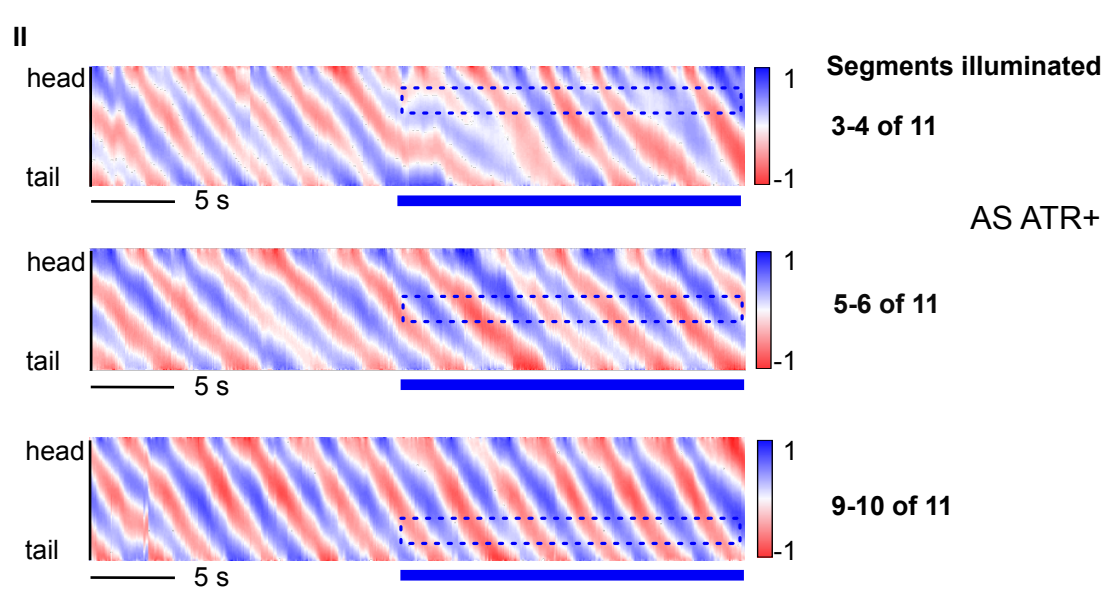 II
Segments illuminated
head
1
3-4 of 11
tail
-1
5 s
AS ATR+
head
1
5-6 of 11
tail
-1
5 s
head
1
9-10 of 11
tail
-1
5 s